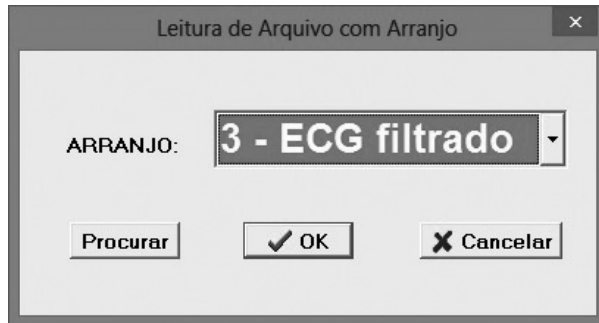 Leitura de Arquivo com Arranjo
ARRANJO: 3 - ECG filtrado
Procurar OK Cancelar